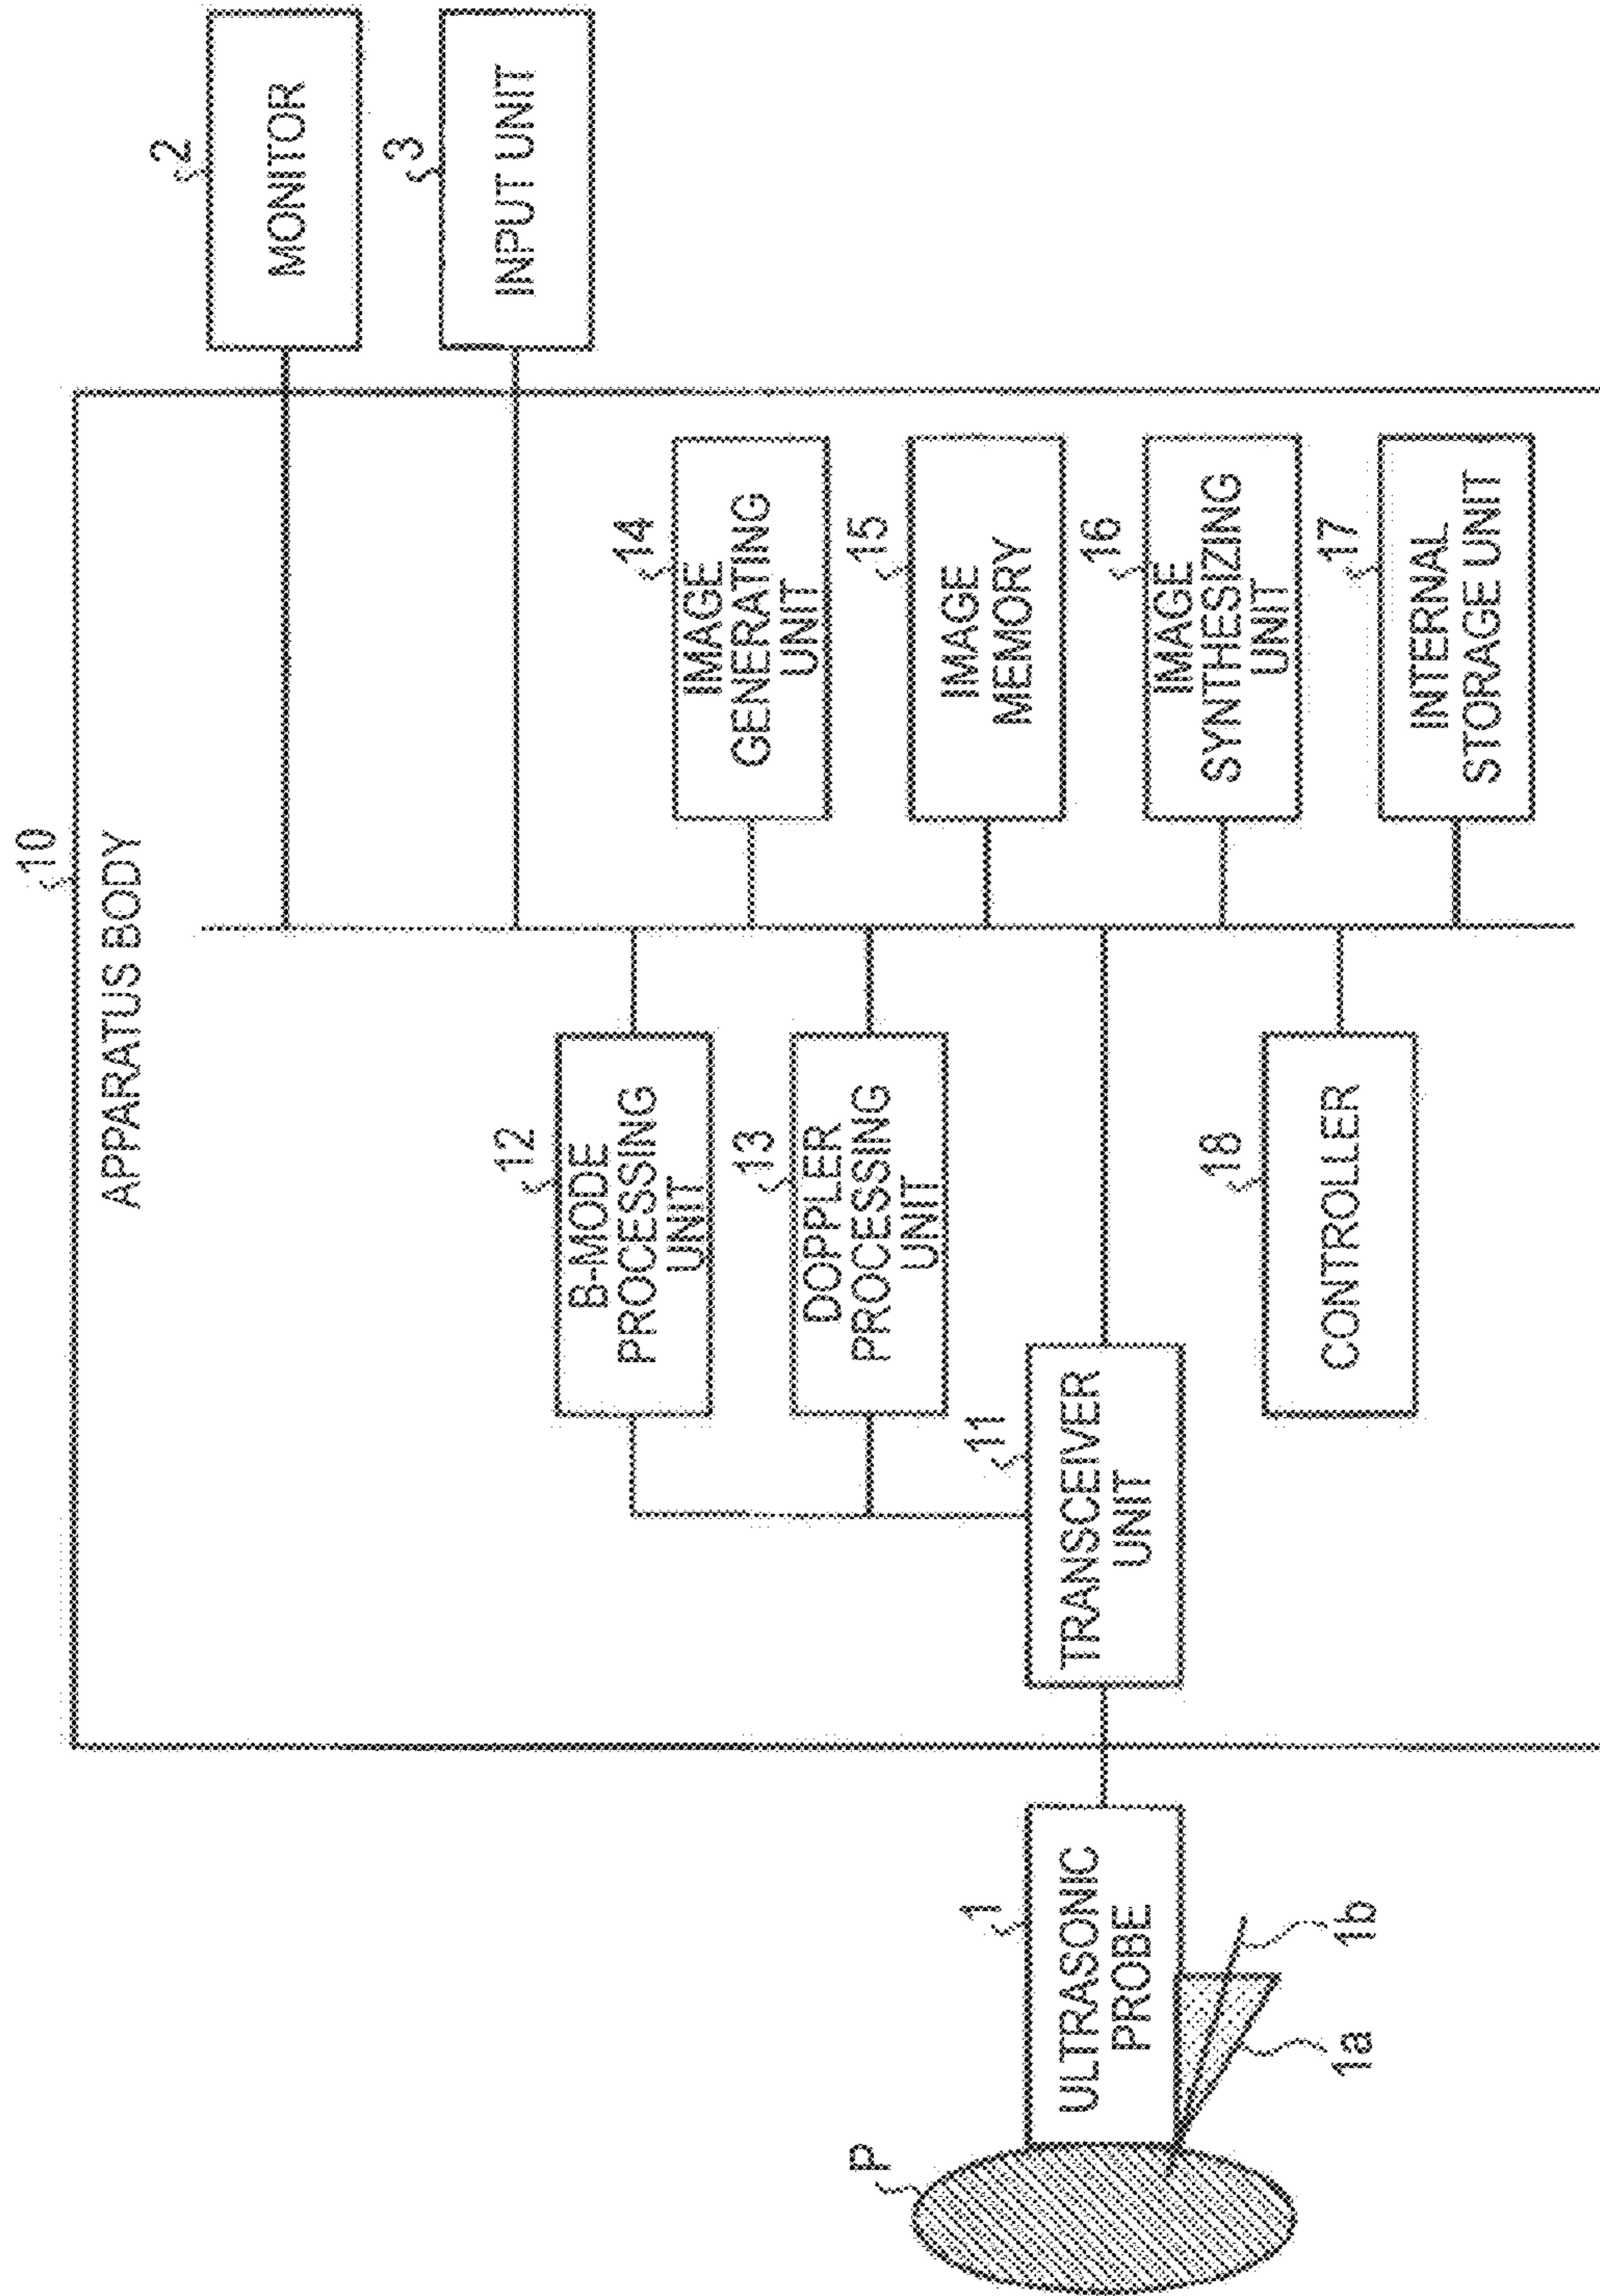 10
APPARATUS BODY
2
MONITOR
3
INPUT UNIT
12
B-MODE
PROCESSING
UNIT
14
IMAGE
GENERATING
UNIT
13
DOPPLER
PROCESSING
UNIT
15
IMAGE
MEMORY
1
ULTRASONIC
PROBE
11
TRANSCEIVER
UNIT
16
IMAGE
SYNTHESIZING
UNIT
18
CONTROLLER
17
INTERNAL
STORAGE UNIT
P
1a
1b